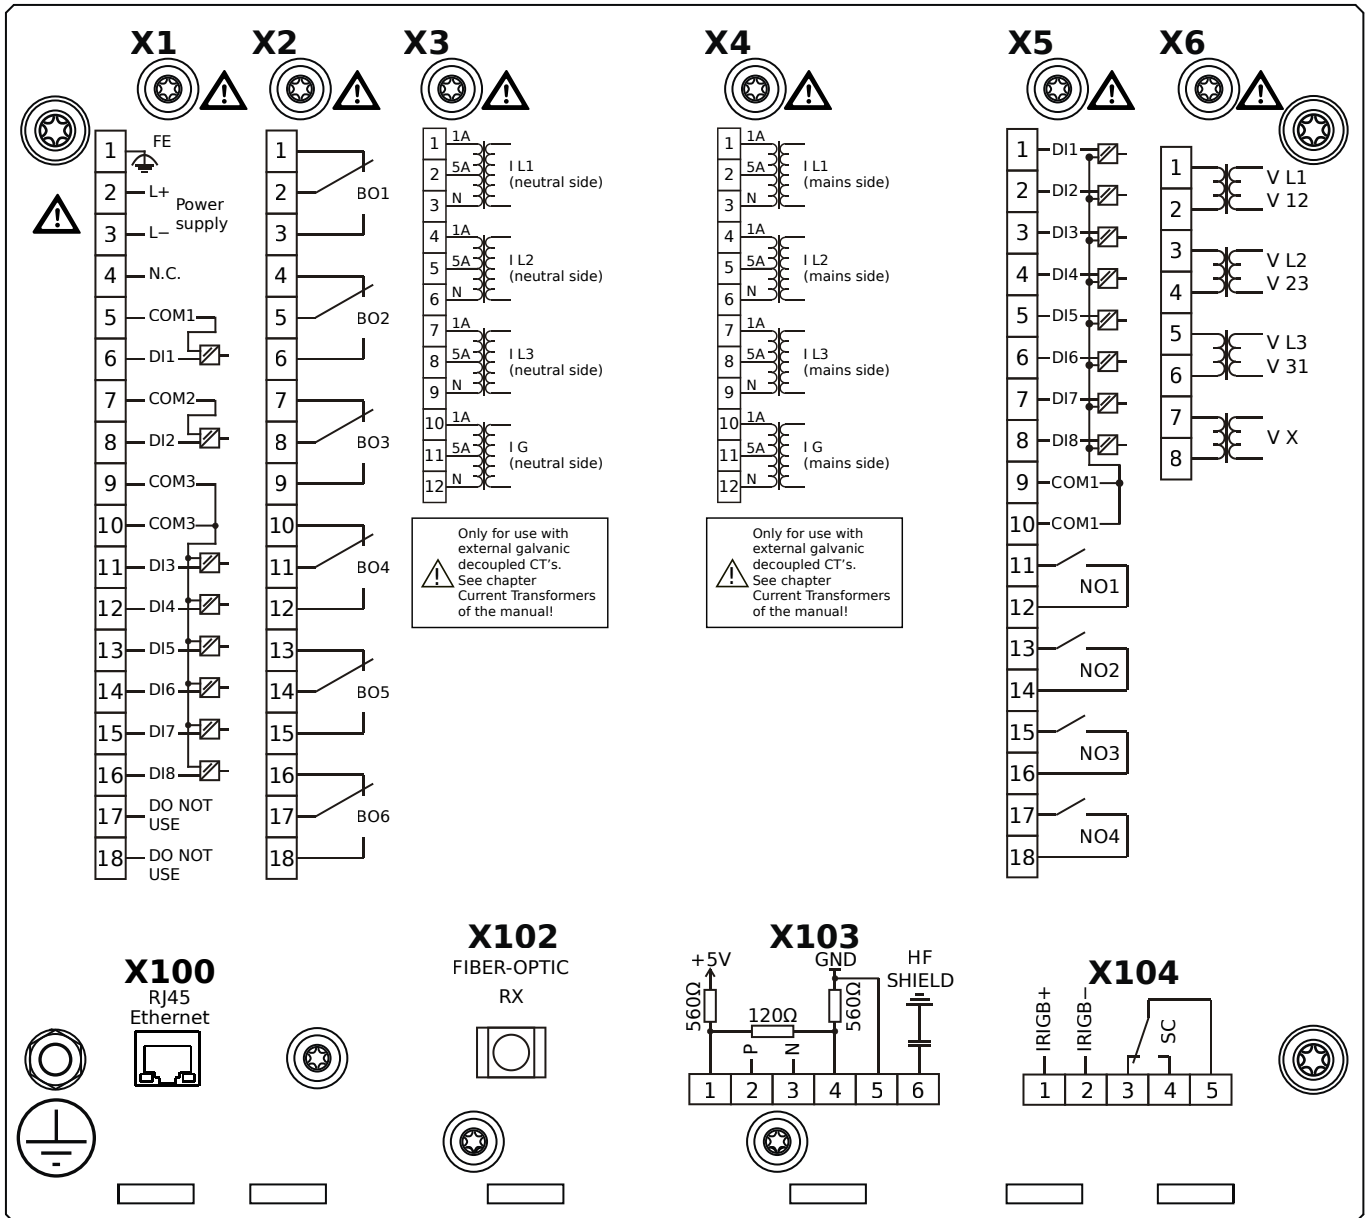 X1
X2
X3
X4
X5
X6
1
FE
2
L+
Power
supply
3
L−
4
N.C.
5
COM1
6
DI1
7
COM2
8
DI2
9
COM3
10
COM3
11
DI3
12
DI4
13
DI5
14
DI6
15
DI7
16
DI8
17
DO NOT
USE
18
DO NOT
USE
1
2
BO1
3
4
5
BO2
6
7
8
BO3
9
10
11
BO4
12
13
14
BO5
15
16
17
BO6
18
1
1A
2
5A
3
N
I L1
(neutral side)
4
1A
5
5A
6
N
I L2
(neutral side)
7
1A
8
5A
9
N
I L3
(neutral side)
10
1A
11
5A
12
N
I G
(neutral side)
Only for use with
external galvanic
decoupled CT's.
See chapter
Current Transformers
of the manual!
1
1A
2
5A
3
N
I L1
(mains side)
4
1A
5
5A
6
N
I L2
(mains side)
7
1A
8
5A
9
N
I L3
(mains side)
10
1A
11
5A
12
N
I G
(mains side)
Only for use with
external galvanic
decoupled CT's.
See chapter
Current Transformers
of the manual!
1
DI1
2
DI2
3
DI3
4
DI4
5
DI5
6
DI6
7
DI7
8
DI8
9
COM1
10
COM1
11
NO1
12
13
NO2
14
15
NO3
16
17
NO4
18
1
V L1
2
V 12
3
V L2
4
V 23
5
V L3
6
V 31
7
V X
8
X100
RJ45
Ethernet
X102
FIBER-OPTIC
RX
X103
+5V
GND
HF
SHIELD
560Ω
120Ω
560Ω
P
N
1 2 3 4 5 6
X104
IRIGB+
IRIGB−
SC
1 2 3 4 5